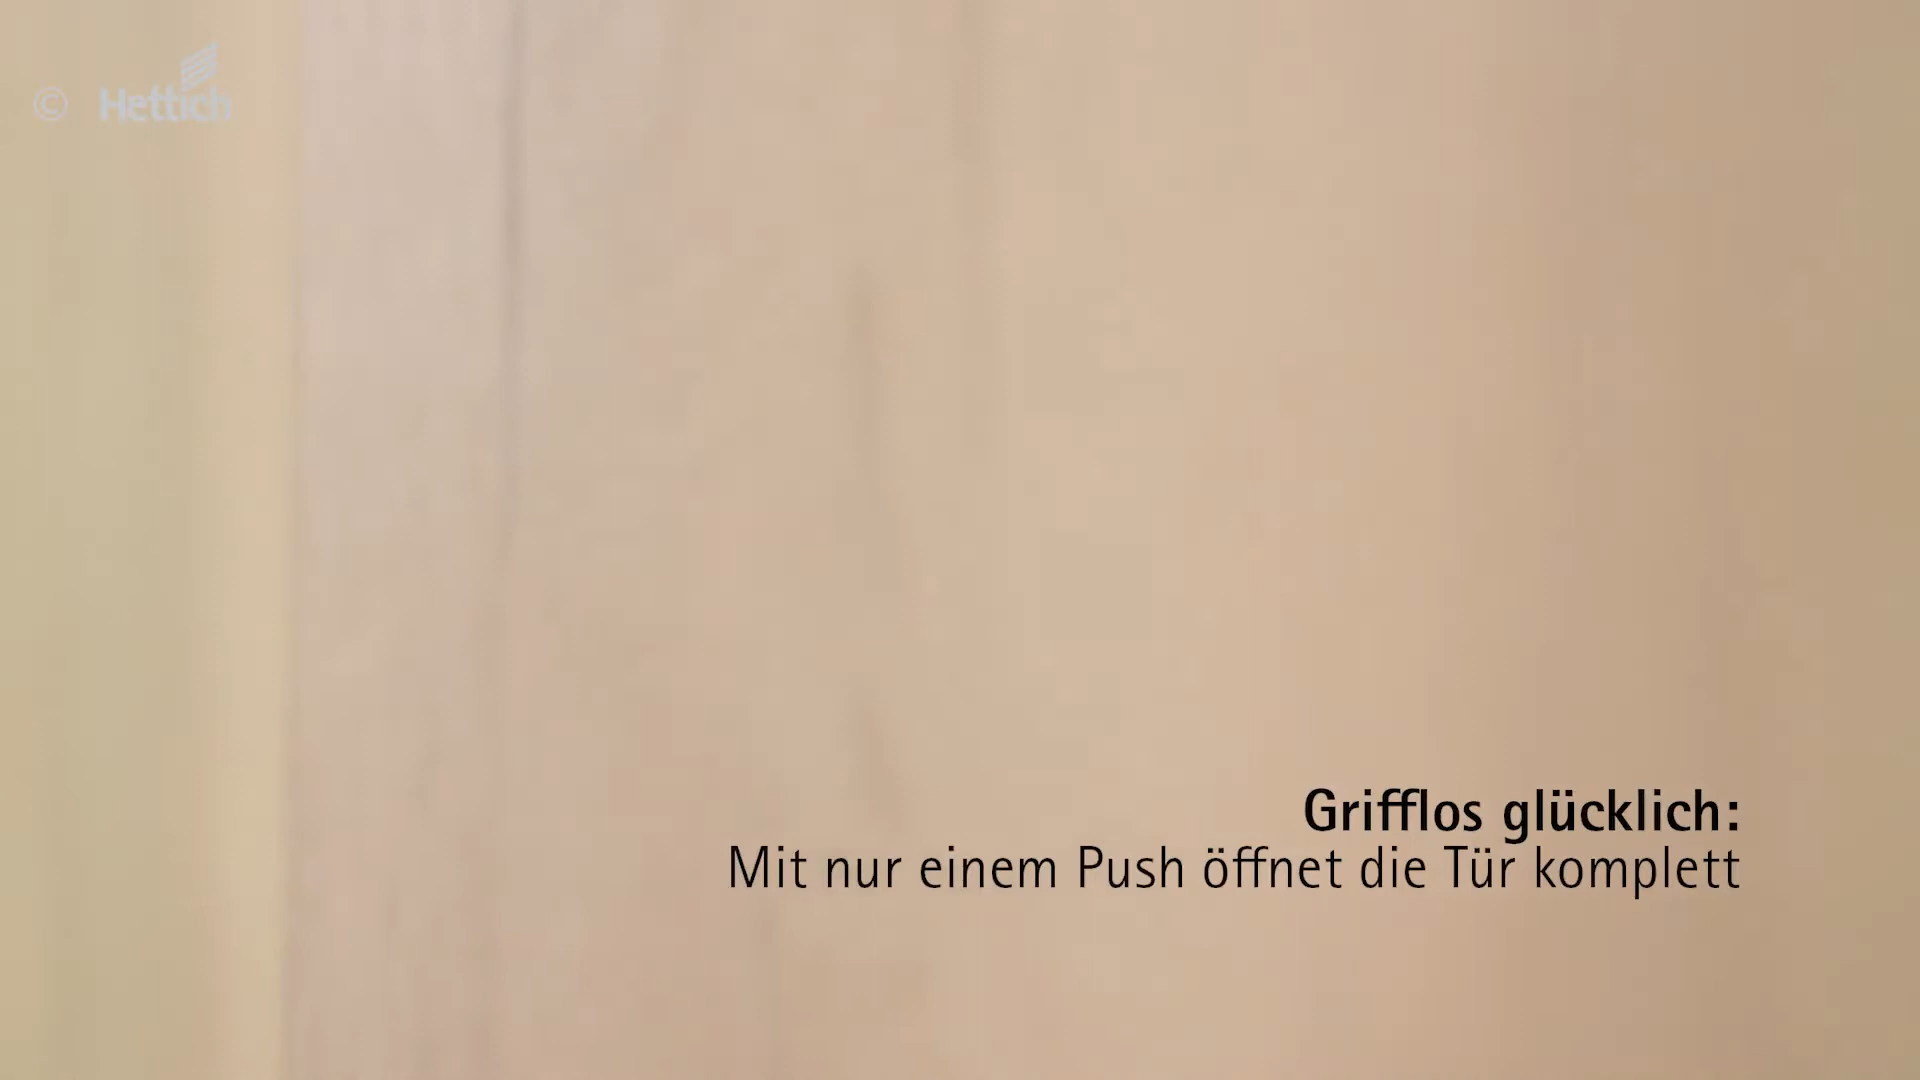 © Hettich
Grifflos glücklich:
Mit nur einem Push öffnet die Tür komplett